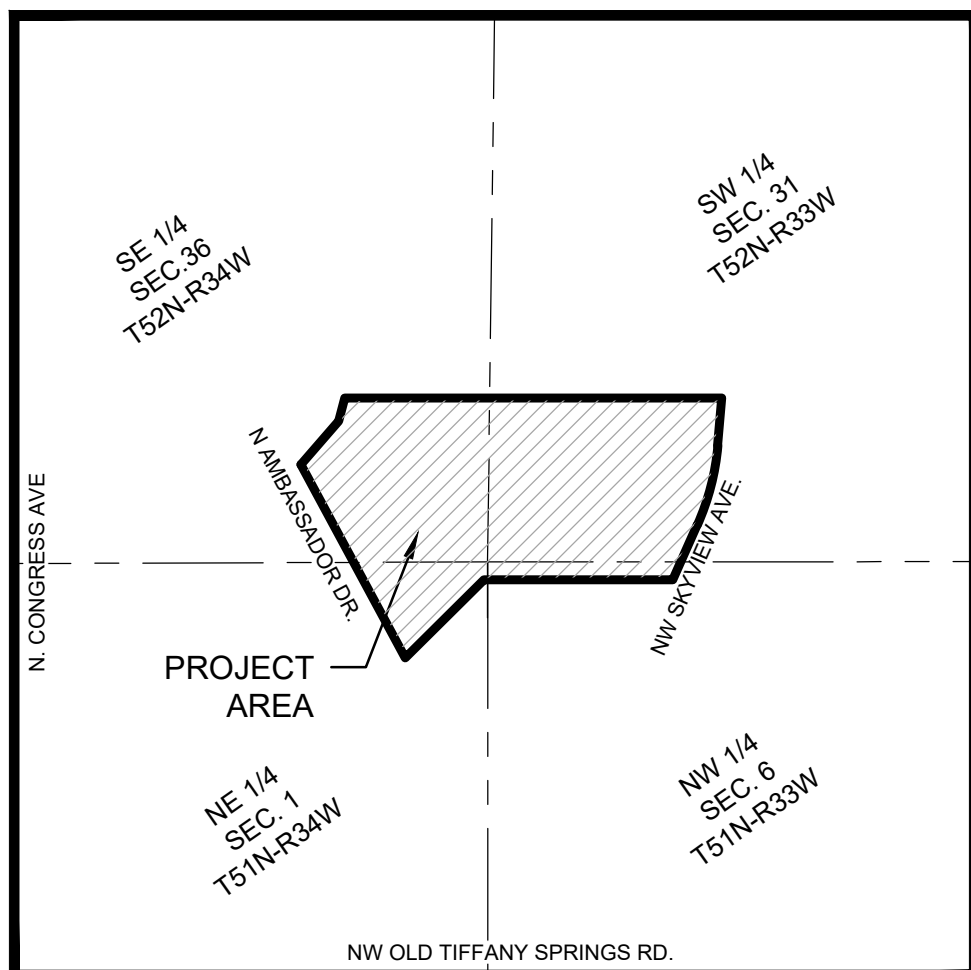 SW 1/4
SEC. 31
T52N-R33W
SE 1/4
SEC.36
T52N-R34W
N AMBASSADOR DR.
N. CONGRESS AVE
NW SKYVIEW AVE.
PROJECT
AREA
NW 1/4
SEC. 6
T51N-R33W
NE 1/4
SEC. 1
T51N-R34W
NW OLD TIFFANY SPRINGS RD.